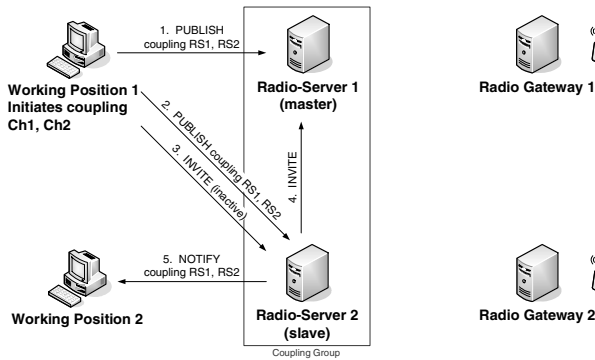 1. PUBLISH
coupling RS1, RS2
Working Position 1
Initiates coupling
Ch1, Ch2
Radio-Server 1
(master)
Radio Gateway 1
2. PUBLISH coupling RS1, RS2
3. INVITE (inactive)
4. INVITE
5. NOTIFY
coupling RS1, RS2
Working Position 2
Radio-Server 2
(slave)
Radio Gateway 2
Coupling Group